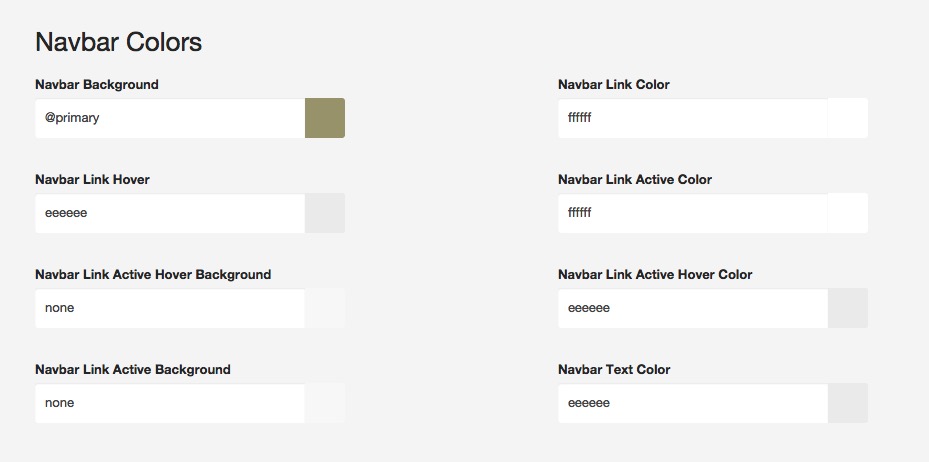 Navbar Colors
Navbar Background
Navbar Link Color
@primary
ffffff
Navbar Link Hover
Navbar Link Active Color
eeeeee
ffffff
Navbar Link Active Hover Background
Navbar Link Active Hover Color
none
eeeeee
Navbar Link Active Background
Navbar Text Color
none
eeeeee